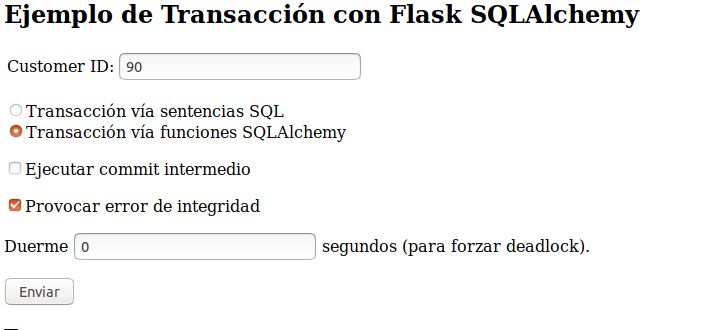 Ejemplo de Transacción con Flask SQLAlchemy
Customer ID: 90
Transacción vía sentencias SQL
Transacción vía funciones SQLAlchemy
Ejecutar commit intermedio
Provocar error de integridad
Duerme 0 segundos (para forzar deadlock).
Enviar